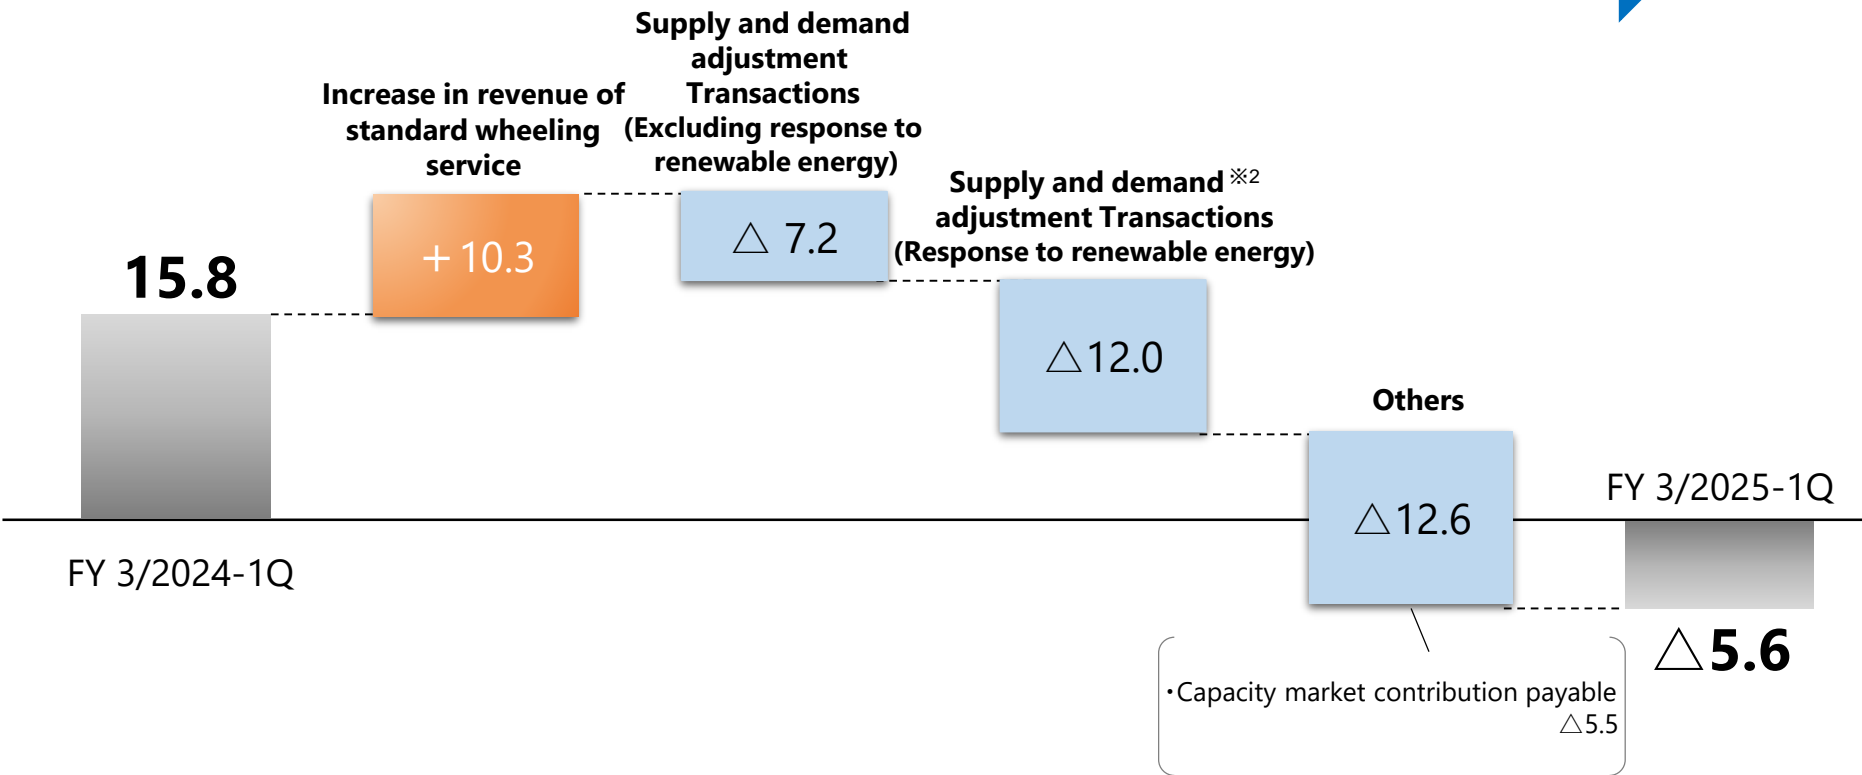 15.8
FY 3/2024-1Q
Increase in revenue of
standard wheeling
service
+10.3
Supply and demand
adjustment
Transactions
(Excluding response to
renewable energy)
△ 7.2
Supply and demand ※2
adjustment Transactions
(Response to renewable energy)
△12.0
Others
△12.6
・Capacity market contribution payable
△5.5
FY 3/2025-1Q
△5.6